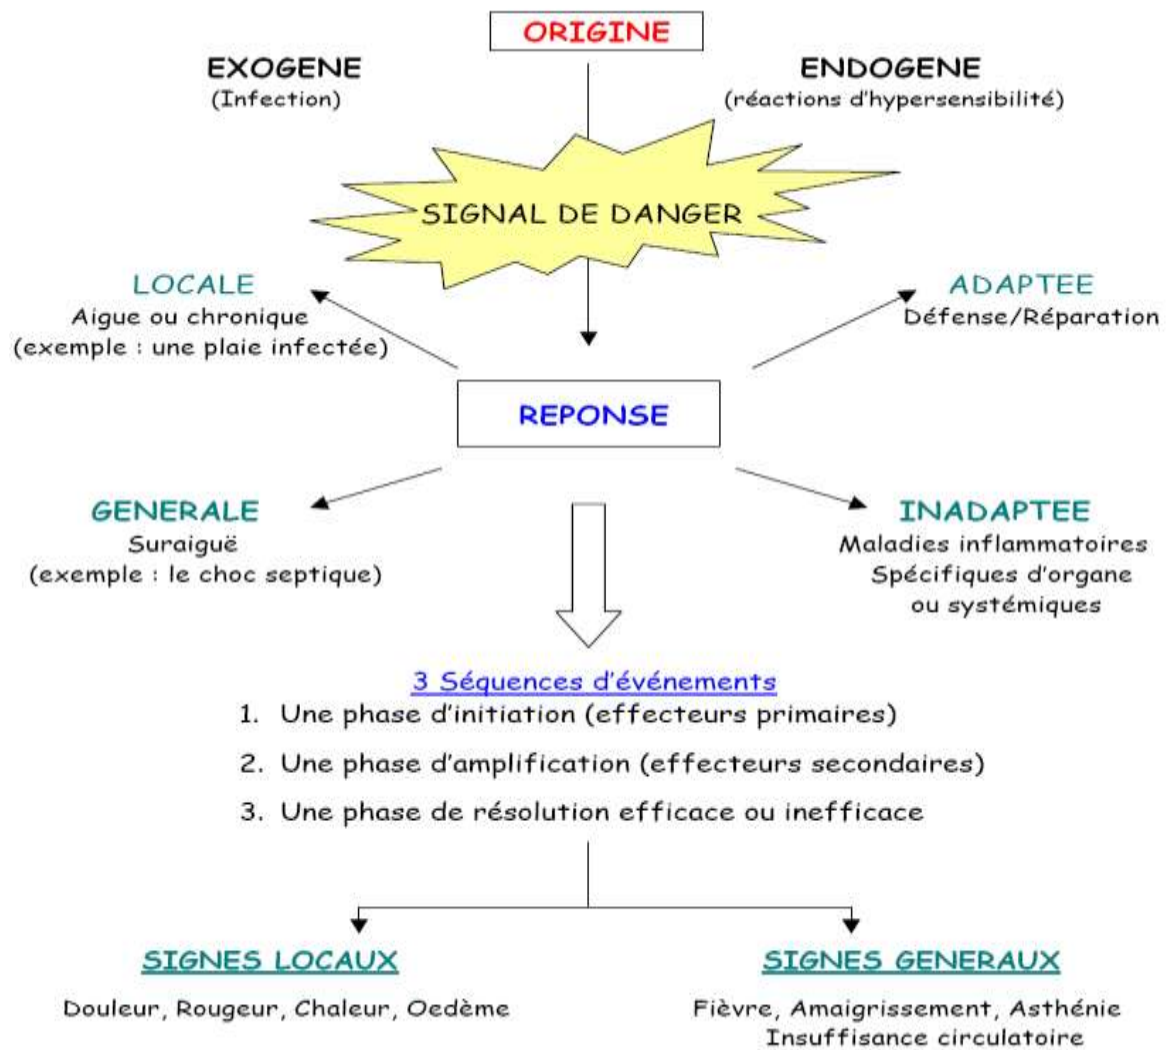 ORIGINE
EXOGENE
(Infection)
ENDOGENE
(réactions d'hypersensibilité)
SIGNAL DE DANGER
LOCALE
Aigue ou chronique
(exemple : une plaie infectée)
ADAPTEE
Défense/Réparation
REPONSE
GENERALE
Suraiguë
(exemple : le choc septique)
INADAPTEE
Maladies inflammatoires
Spécifiques d'organe
ou systémiques
3 Séquences d'événements
1. Une phase d'initiation (effecteurs primaires)
2. Une phase d'amplification (effecteurs secondaires)
3. Une phase de résolution efficace ou inefficace
SIGNES LOCAUX
Douleur, Rougeur, Chaleur, Oedème
SIGNES GENERAUX
Fièvre, Amaigrissement, Asthénie
Insuffisance circulatoire